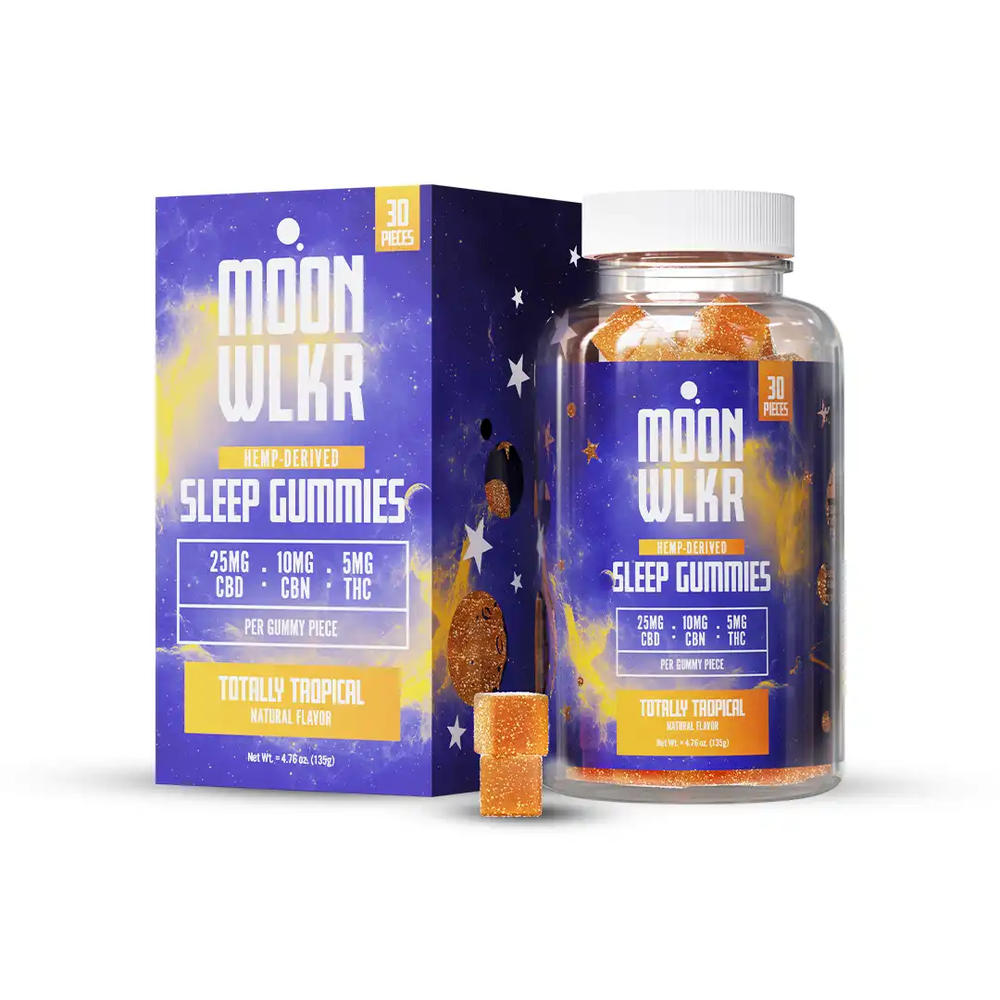 30
PIECES
MOON
WLKR
HEMP-DERIVED
SLEEP GUMMIES
25MG CBD · 10MG CBN · 5MG THC
PER GUMMY PIECE
TOTALLY TROPICAL
NATURAL FLAVOR
Net Wt. = 4.76 oz. (135g)
30
PIECES
MOON
WLKR
HEMP-DERIVED
SLEEP GUMMIES
25MG CBD · 10MG CBN · 5MG THC
PER GUMMY PIECE
TOTALLY TROPICAL
NATURAL FLAVOR
Net Wt. = 4.76 oz. (135g)